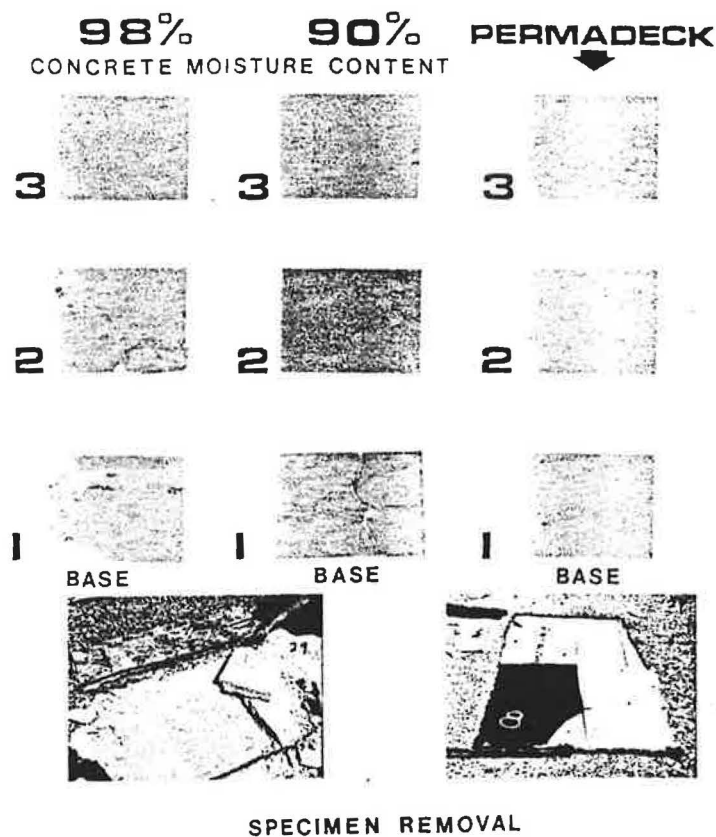 98% 90% PERMADECK
CONCRETE MOISTURE CONTENT
3 3 3
2 2 2
1 1 1
BASE BASE BASE
8
SPECIMEN REMOVAL